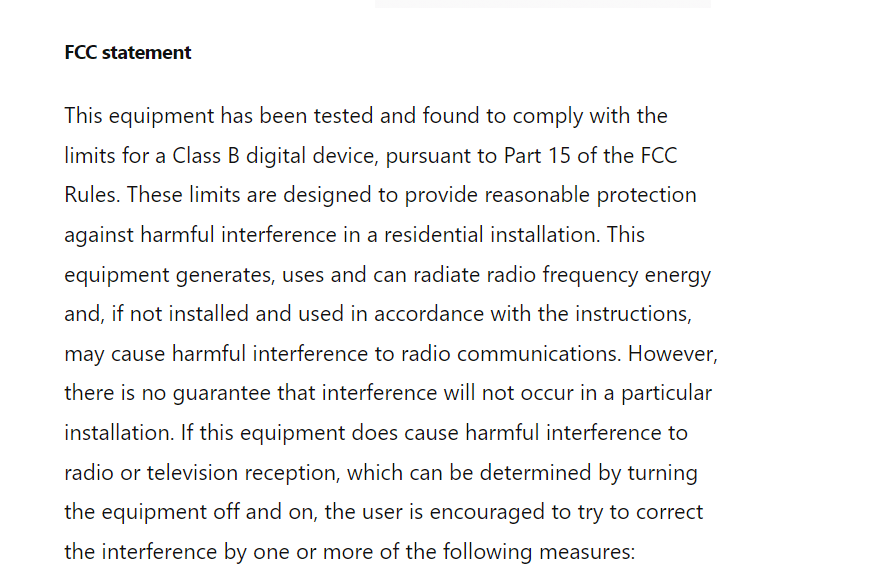 FCC statement
This equipment has been tested and found to comply with the
limits for a Class B digital device, pursuant to Part 15 of the FCC
Rules. These limits are designed to provide reasonable protection
against harmful interference in a residential installation. This
equipment generates, uses and can radiate radio frequency energy
and, if not installed and used in accordance with the instructions,
may cause harmful interference to radio communications. However,
there is no guarantee that interference will not occur in a particular
installation. If this equipment does cause harmful interference to
radio or television reception, which can be determined by turning
the equipment off and on, the user is encouraged to try to correct
the interference by one or more of the following measures: